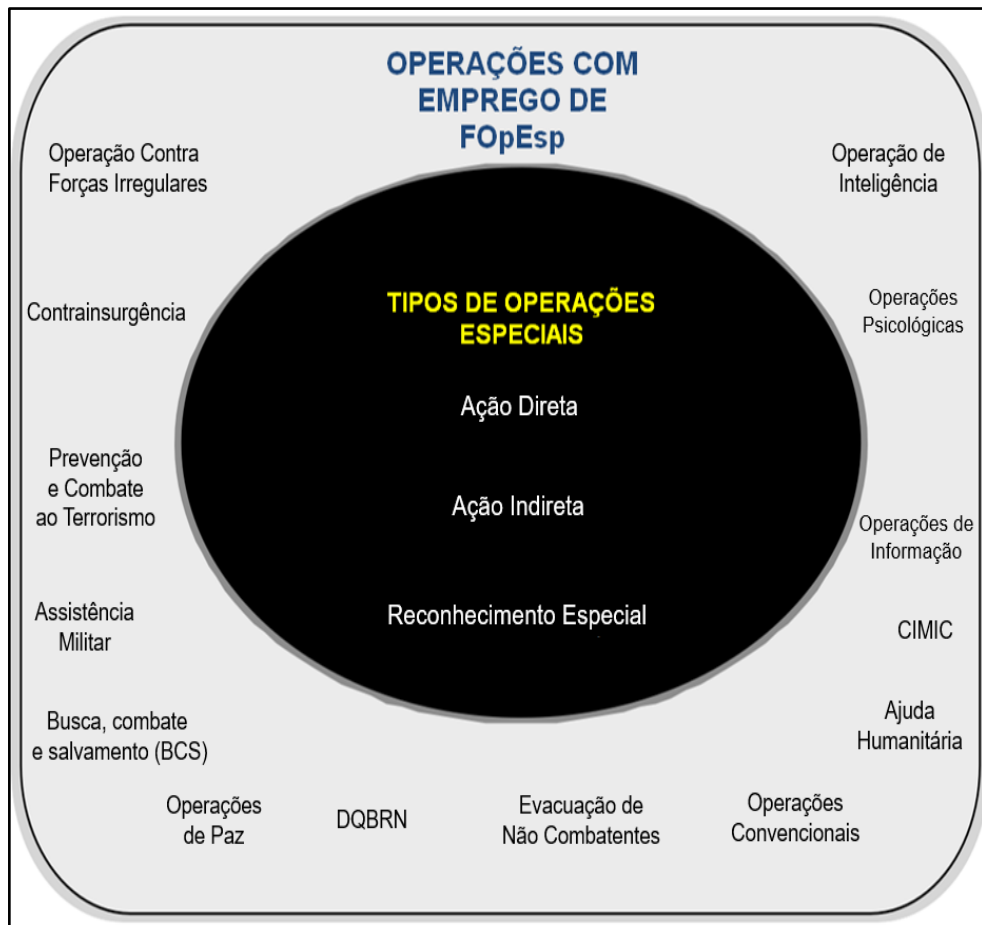 OPERAÇÕES COM
EMPREGO DE
FOpEsp
Operação Contra
Forças Irregulares
Operação de
Inteligência
Contrainsurgência
TIPOS DE OPERAÇÕES
ESPECIAIS
Operações
Psicológicas
Ação Direta
Prevenção
e Combate
ao Terrorismo
Ação Indireta
Operações de
Informação
Assistência
Militar
Reconhecimento Especial
CIMIC
Busca, combate
e salvamento (BCS)
Ajuda
Humanitária
Operações
de Paz
DQBRN
Evacuação de
Não Combatentes
Operações
Convencionais